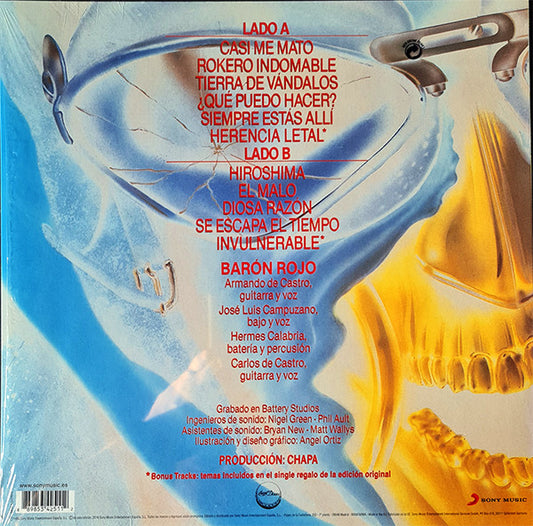 LADO A
CASI ME MATO
ROKERO INDOMABLE
TIERRA DE VÁNDALOS
¿QUÉ PUEDO HACER?
SIEMPRE ESTÁS ALLÍ
HERENCIA LETAL*
LADO B
HIROSHIMA
EL MALO
DIOSA RAZÓN
SE ESCAPA EL TIEMPO
INVULNERABLE*
BARÓN ROJO
Armando de Castro,
guitarra y voz
José Luis Campuzano,
bajo y voz
Hermes Calabria,
batería y percusión
Carlos de Castro,
guitarra y voz
Grabado en Battery Studios
Ingenieros de sonido: Nigel Green - Phil Ault
Asistentes de sonido: Bryan New - Matt Wallys
Ilustración y diseño gráfico: Angel Ortiz
PRODUCCIÓN: CHAPA
*Bonus Tracks: temas incluidos en el single regalo de la edición original
www.sonymusic.es
SONY MUSIC